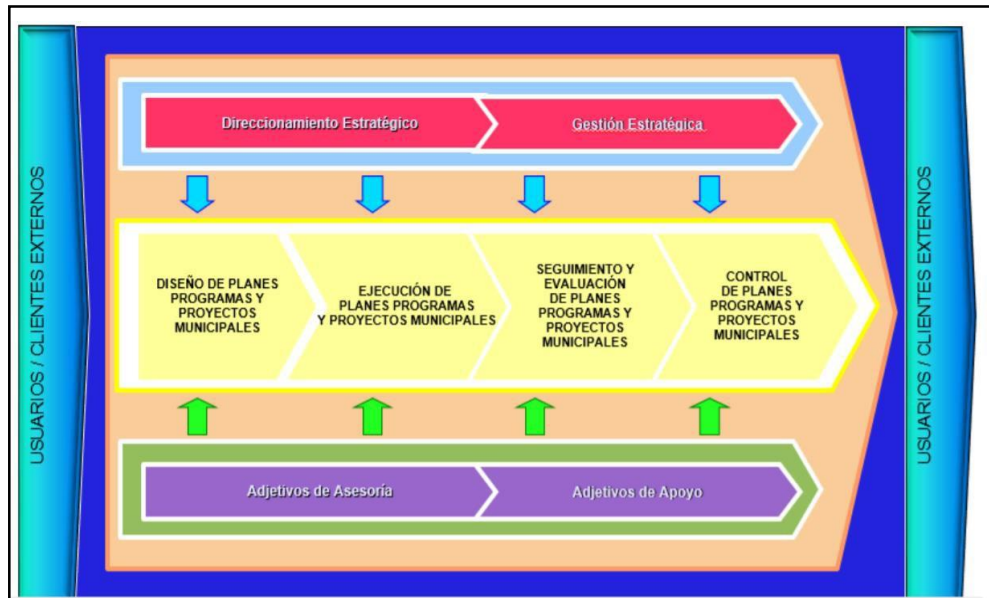 USUARIOS / CLIENTES EXTERNOS
Direccionamiento Estratégico
Gestión Estratégica
DISEÑO DE PLANES
PROGRAMAS Y
PROYECTOS
MUNICIPALES
EJECUCIÓN DE
PLANES PROGRAMAS
Y PROYECTOS MUNICIPALES
SEGUIMIENTO Y
EVALUACIÓN
DE PLANES
PROGRAMAS Y
PROYECTOS
MUNICIPALES
CONTROL
DE PLANES
PROGRAMAS Y
PROYECTOS
MUNICIPALES
Adjetivos de Asesoría
Adjetivos de Apoyo
USUARIOS / CLIENTES EXTERNOS